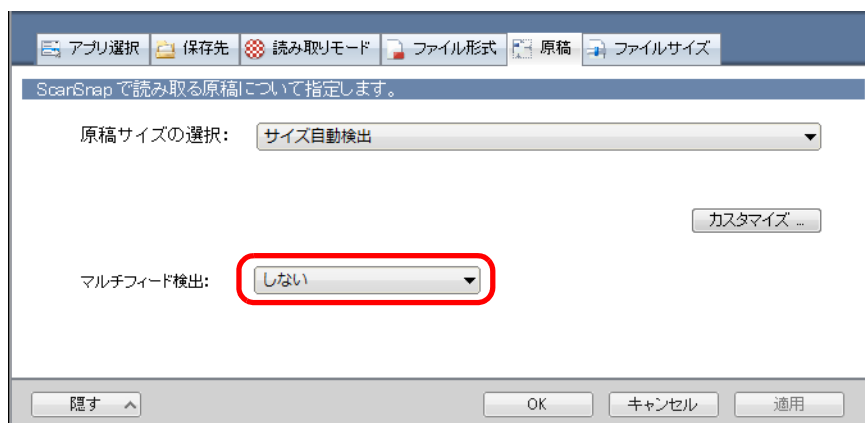 アプリ選択 保存先 読み取りモード ファイル形式 原稿 ファイルサイズ
ScanSnap で読み取る原稿について指定します。
原稿サイズの選択: サイズ自動検出
カスタマイズ ...
マルチフィード検出: しない
隠す OK キャンセル 適用